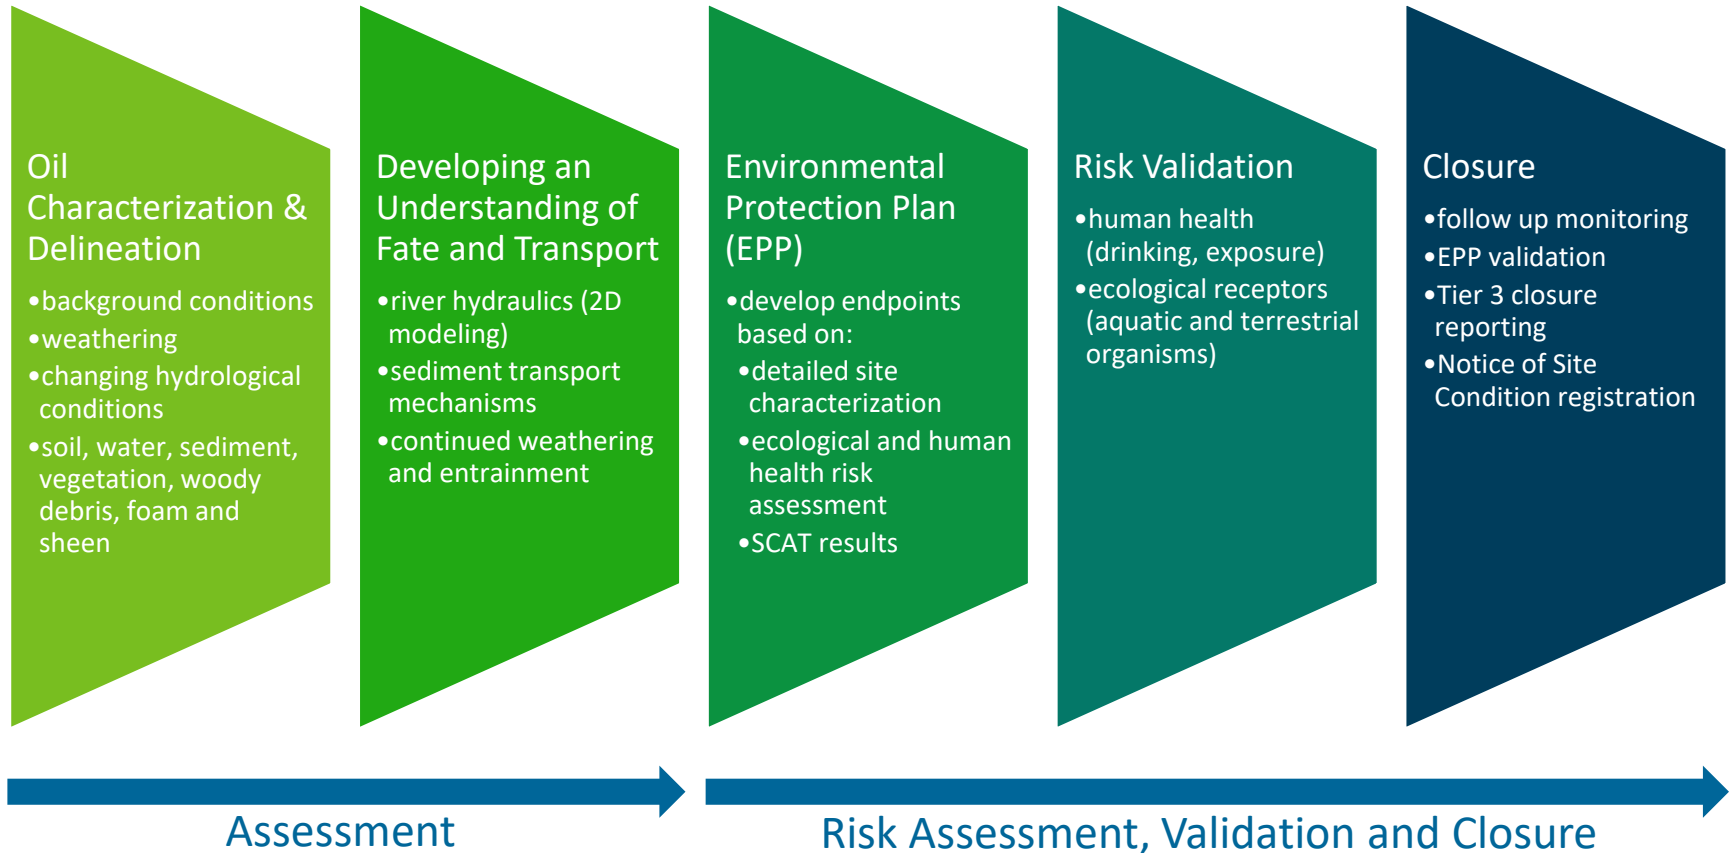 Oil
Characterization &
Delineation
•background conditions
•weathering
•changing hydrological
conditions
•soil, water, sediment,
vegetation, woody
debris, foam and
sheen
Developing an
Understanding of
Fate and Transport
•river hydraulics (2D
modeling)
•sediment transport
mechanisms
•continued weathering
and entrainment
Environmental
Protection Plan
(EPP)
•develop endpoints
based on:
•detailed site
characterization
•ecological and human
health risk
assessment
•SCAT results
Risk Validation
•human health
(drinking, exposure)
•ecological receptors
(aquatic and terrestrial
organisms)
Closure
•follow up monitoring
•EPP validation
•Tier 3 closure
reporting
•Notice of Site
Condition registration
Assessment
Risk Assessment, Validation and Closure